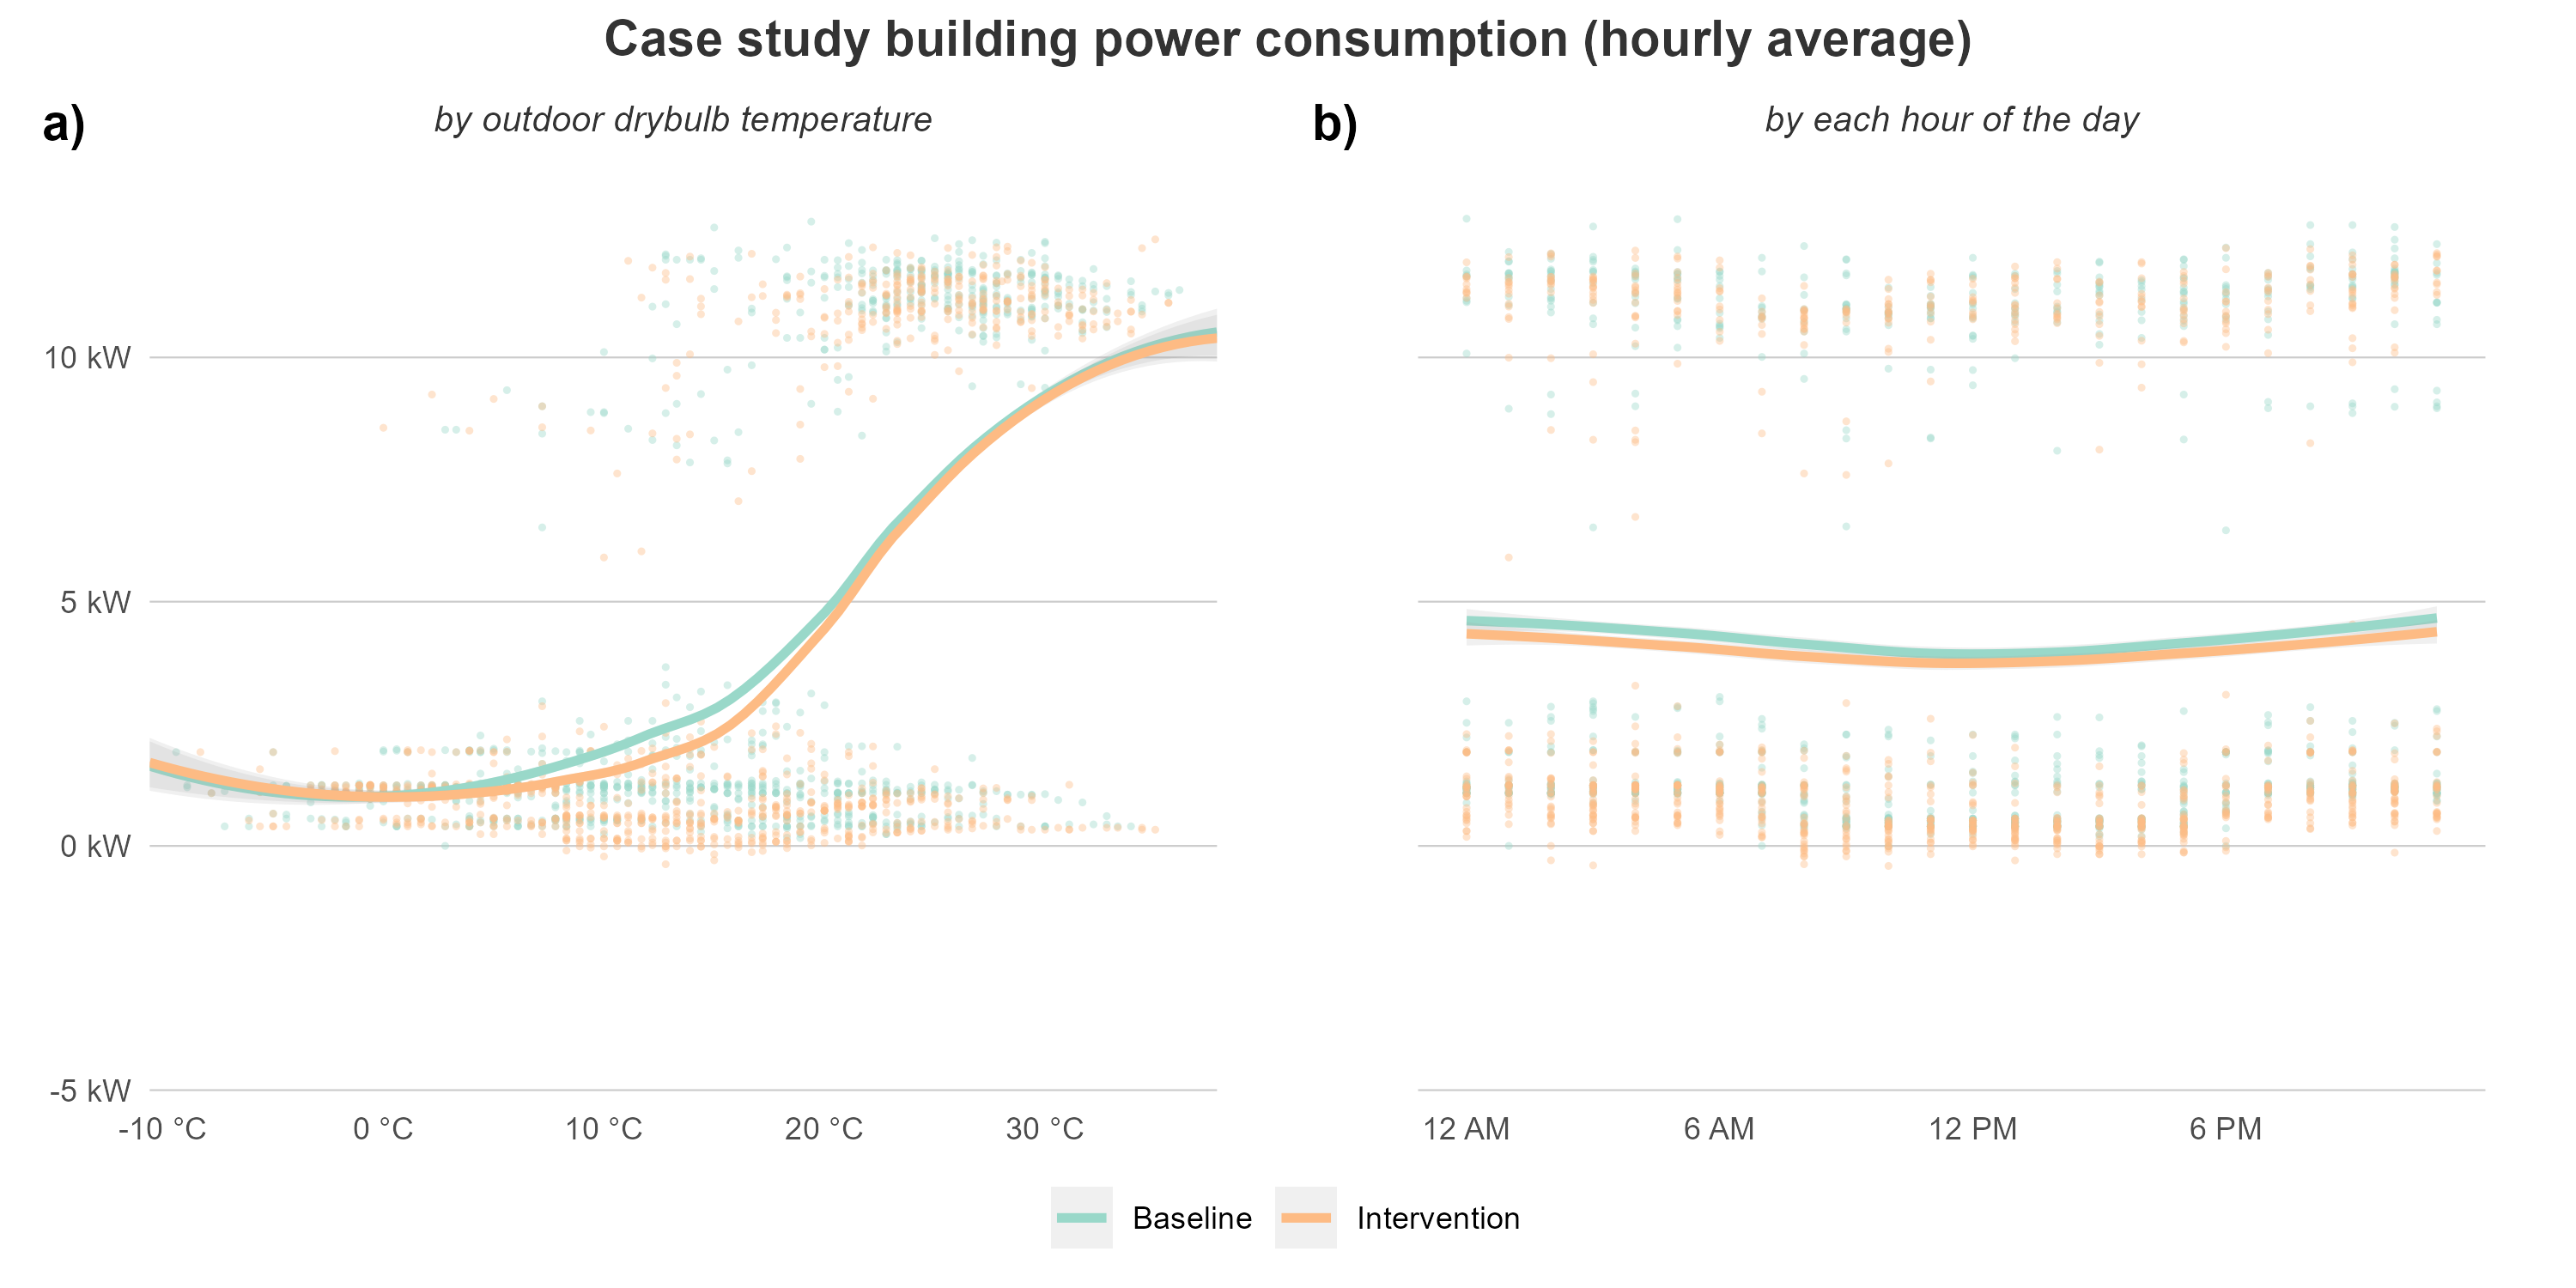 Case study building power consumption (hourly average)
a)
by outdoor drybulb temperature
b)
by each hour of the day
10 kW
5 kW
0 kW
-5 kW
-10 °C 0 °C 10 °C 20 °C 30 °C
12 AM 6 AM 12 PM 6 PM
Baseline Intervention